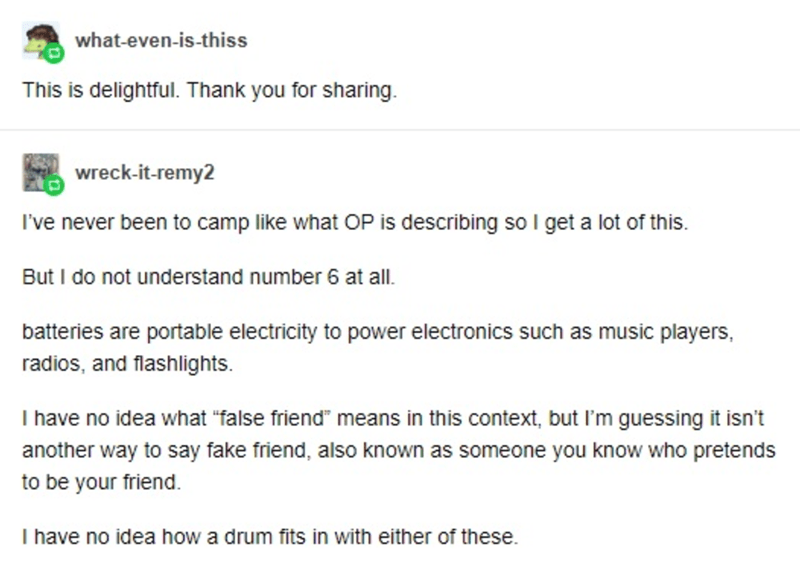 what-even-is-thiss
This is delightful. Thank you for sharing.
wreck-it-remy2
I've never been to camp like what OP is describing so I get a lot of this.
But I do not understand number 6 at all.
batteries are portable electricity to power electronics such as music players,
radios, and flashlights.
I have no idea what “false friend” means in this context, but I'm guessing it isn't
another way to say fake friend, also known as someone you know who pretends
to be your friend.
I have no idea how a drum fits in with either of these.